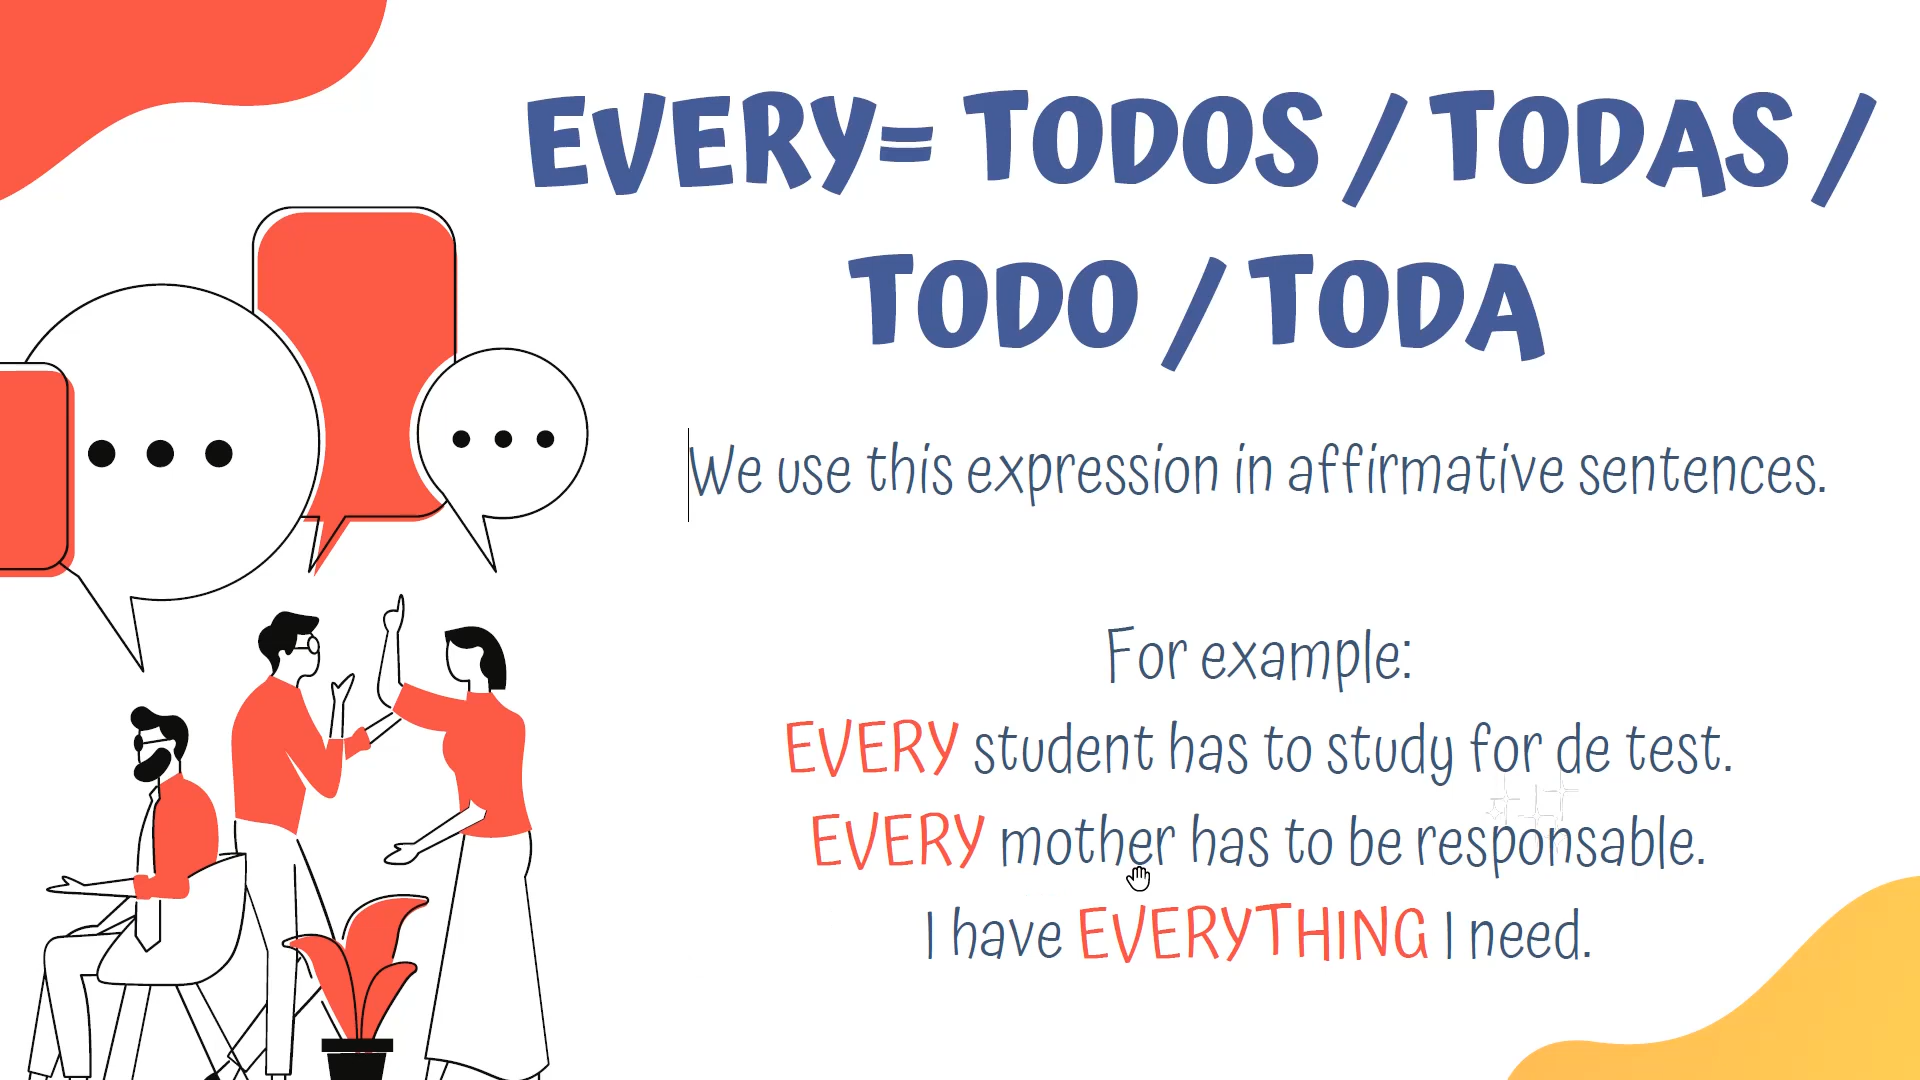 EVERY= TODOS / TODAS /
TODO / TODA
We use this expression in affirmative sentences.
For example:
EVERY student has to study for de test.
EVERY mother has to be responsable.
I have EVERYTHING I need.